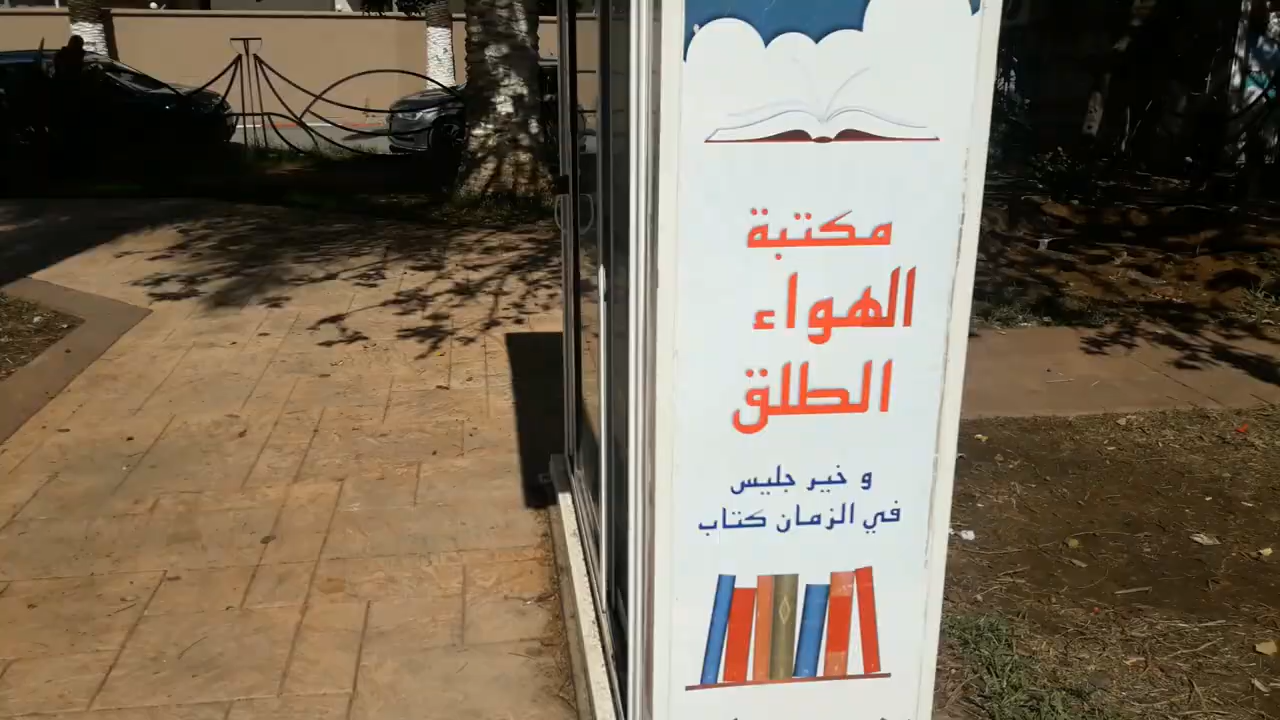 مكتبة
الهواء
الطلق
و خير جليس
في الزمان كتاب